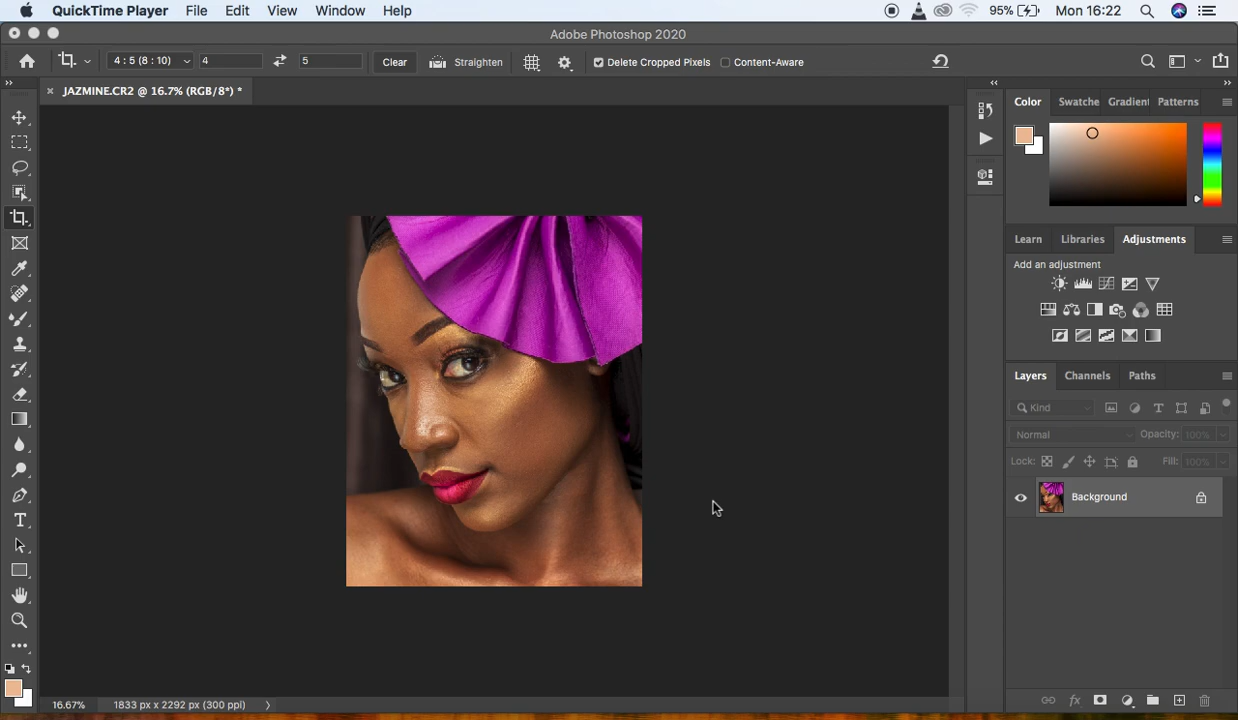 QuickTime Player File Edit View Window Help 95% Mon 16:22
Adobe Photoshop 2020
4 : 5 (8 : 10) 4 5 Clear Straighten Delete Cropped Pixels Content-Aware
JAZMINE.CR2 @ 16.7% (RGB/8*) *
Color Swatche Gradient Patterns
Learn Libraries Adjustments
Add an adjustment
Layers Channels Paths
Kind
Normal Opacity: 100%
Lock: Fill: 100%
Background
fx
16.67% 1833 px x 2292 px (300 ppi)